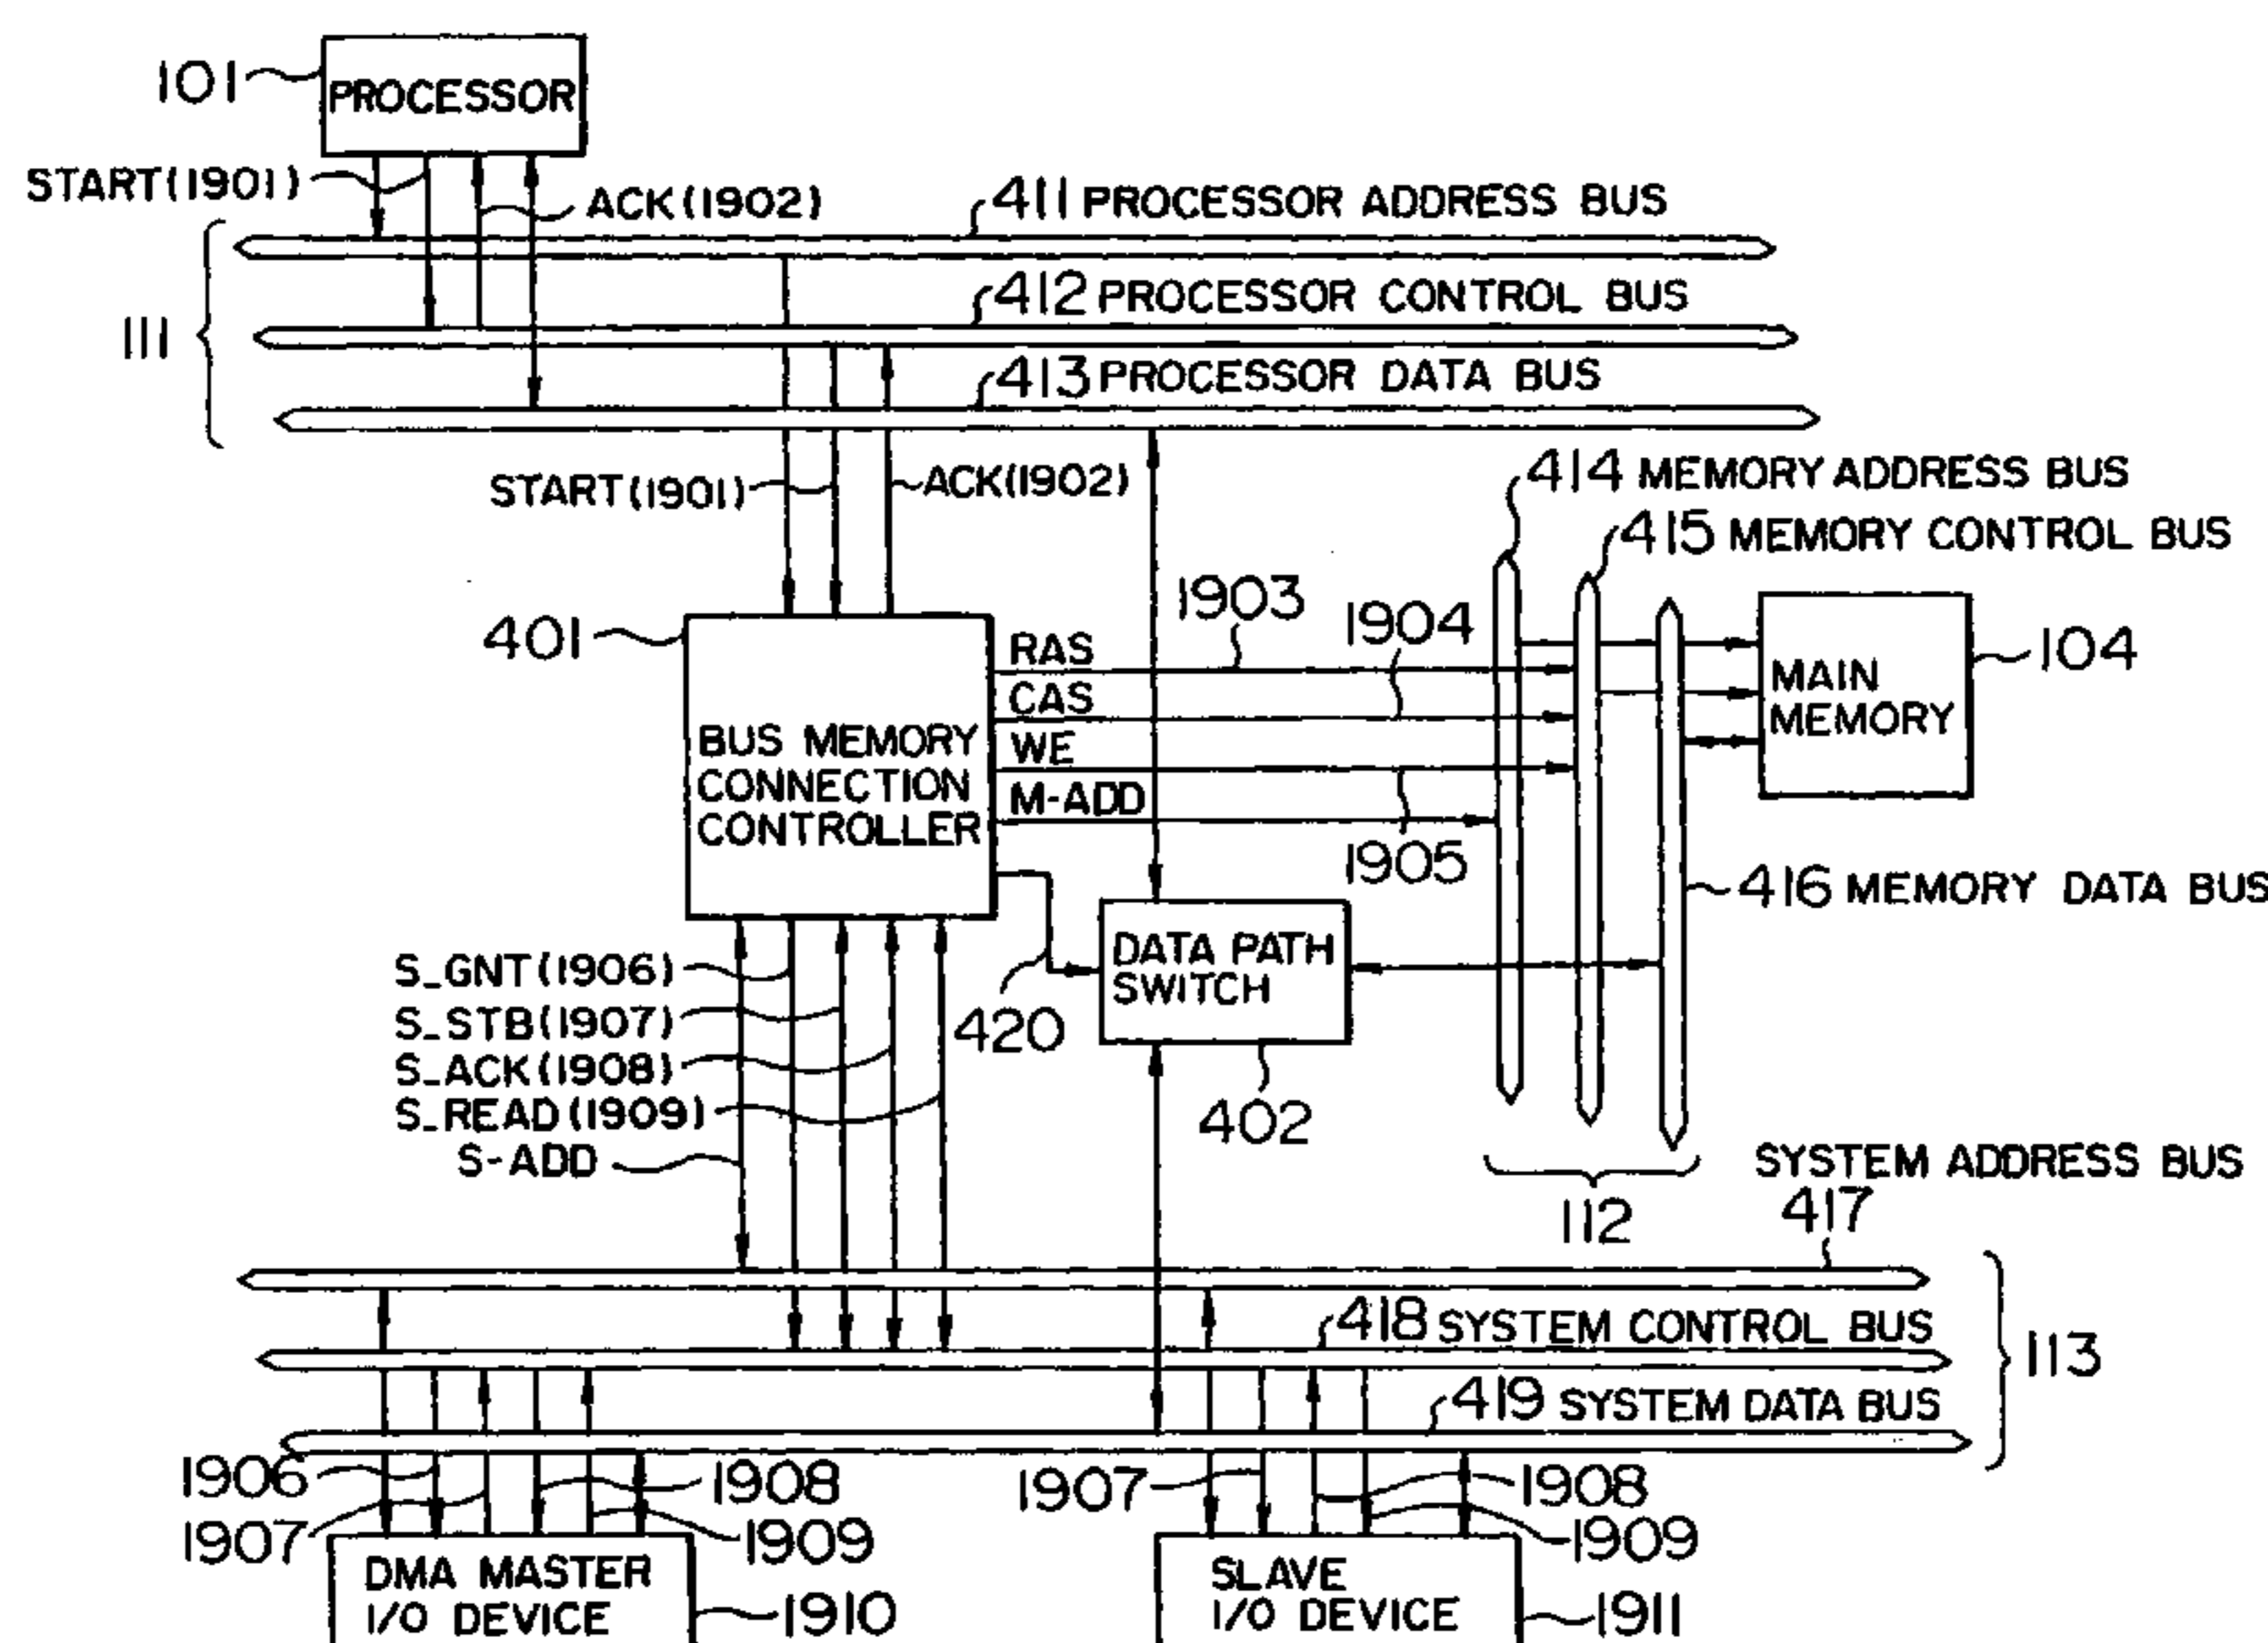 101
PROCESSOR
START(1901)
ACK(1902)
411 PROCESSOR ADDRESS BUS
412 PROCESSOR CONTROL BUS
111
413 PROCESSOR DATA BUS
START(1901)
ACK(1902)
414 MEMORY ADDRESS BUS
415 MEMORY CONTROL BUS
1903
1904
401
RAS
104
CAS
MAIN
MEMORY
BUS MEMORY
CONNECTION
CONTROLLER
WE
M-ADD
1905
416 MEMORY DATA BUS
DATA PATH
SWITCH
S_GNT(1906)
S_STB(1907)
420
S_ACK(1908)
S_READ(1909)
402
S-ADD
SYSTEM ADDRESS BUS
417
112
418 SYSTEM CONTROL BUS
113
419 SYSTEM DATA BUS
1906
1908
1907
1908
1907
1909
1909
DMA MASTER
I/O DEVICE
1910
SLAVE
I/O DEVICE
1911